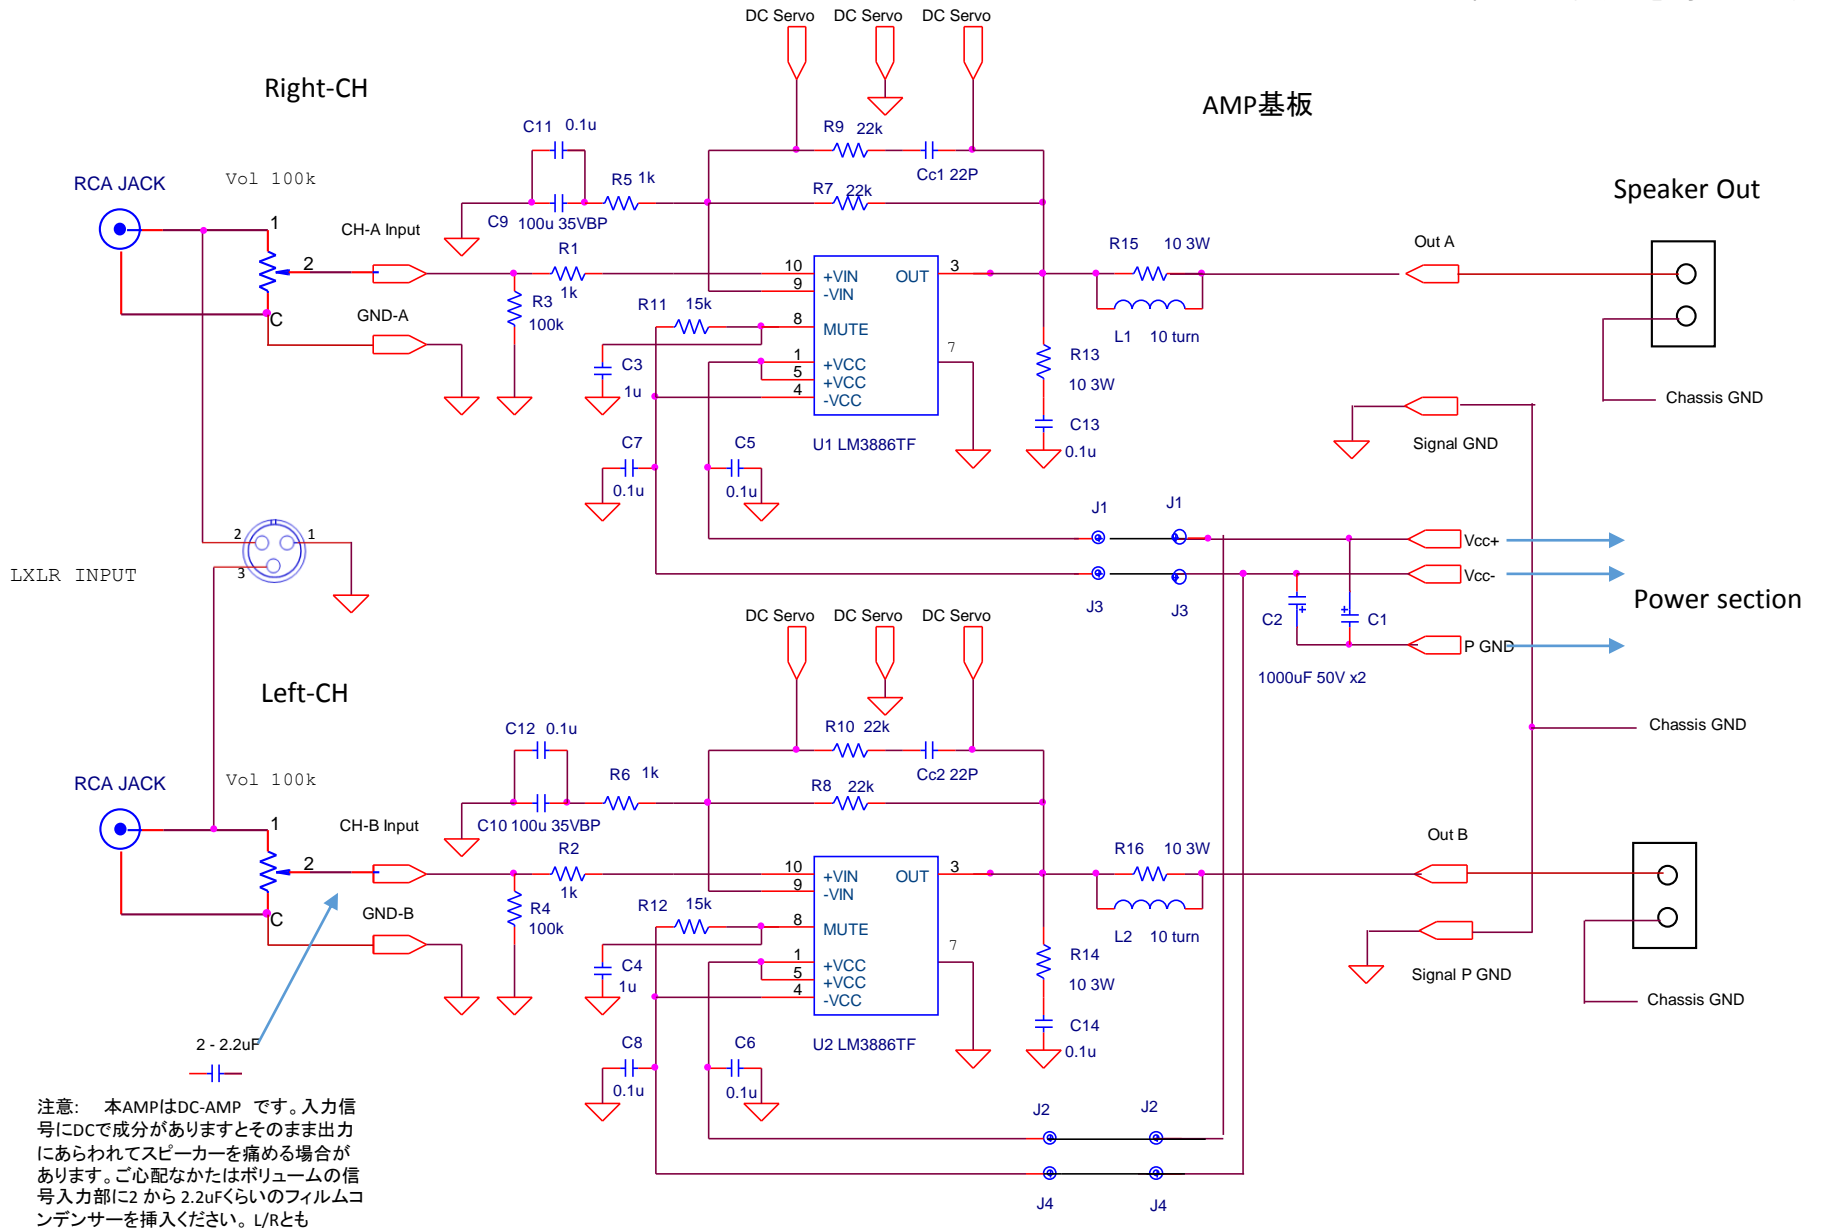 DC Servo DC Servo DC Servo
Right-CH
AMP基板
C11 0.1u
R9 22k
Cc1 22P
RCA JACK
Vol 100k
R5 1k
R7 22k
Speaker Out
1
CH-A Input
C9 100u 35VBP
R1
1k
2
R3
100k
10 +VIN
9 -VIN
OUT 3
R15 10 3W
Out A
GND-A
C
R11 15k
8 MUTE
7
L1 10 turn
C3
1u
1 +VCC
5 +VCC
4 -VCC
R13
10 3W
Chassis GND
C13
0.1u
Signal GND
U1 LM3886TF
C7
0.1u
C5
0.1u
J1 J1
2 1
3
Vcc+
LXLR INPUT
Vcc-
J3 J3
C2 C1
Power section
P GND
1000uF 50V x2
DC Servo DC Servo DC Servo
Left-CH
Chassis GND
C12 0.1u
R10 22k
Cc2 22P
RCA JACK
Vol 100k
R6 1k
R8 22k
1
CH-B Input
C10 100u 35VBP
R2
1k
2
R4
100k
10 +VIN
9 -VIN
OUT 3
R16 10 3W
Out B
GND-B
C
R12 15k
8 MUTE
7
L2 10 turn
C4
1u
1 +VCC
5 +VCC
4 -VCC
R14
10 3W
Signal P GND
Chassis GND
C14
0.1u
2 - 2.2uF
U2 LM3886TF
C8
0.1u
C6
0.1u
J2 J2
J4 J4
注意: 本AMPはDC-AMP です。入力信
号にDCで成分がありますとそのまま出力
にあらわれてスピーカーを痛める場合が
あります。ご心配なかたはボリュームの信
号入力部に2 から 2.2uFくらいのフィルムコ
ンデンサーを挿入ください。L/Rとも